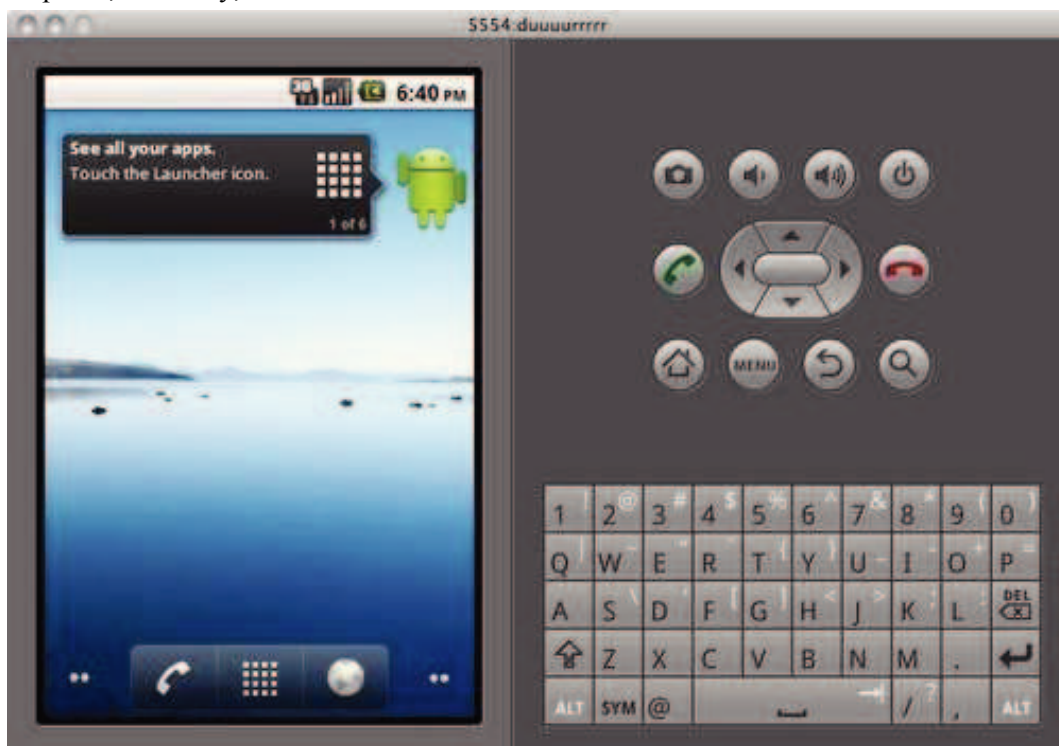 5554:duuuurrrrr
3G
6:40 PM
See all your apps.
Touch the Launcher icon.
1 of 6
MENU
1 2 @ 3 # 4 $ 5 % 6 ^ 7 & 8 * 9 ( 0 )
Q W E R T Y U I O P
A S D F G H J K L DEL
Z X C V B N M .
ALT SYM @ / ? , ALT